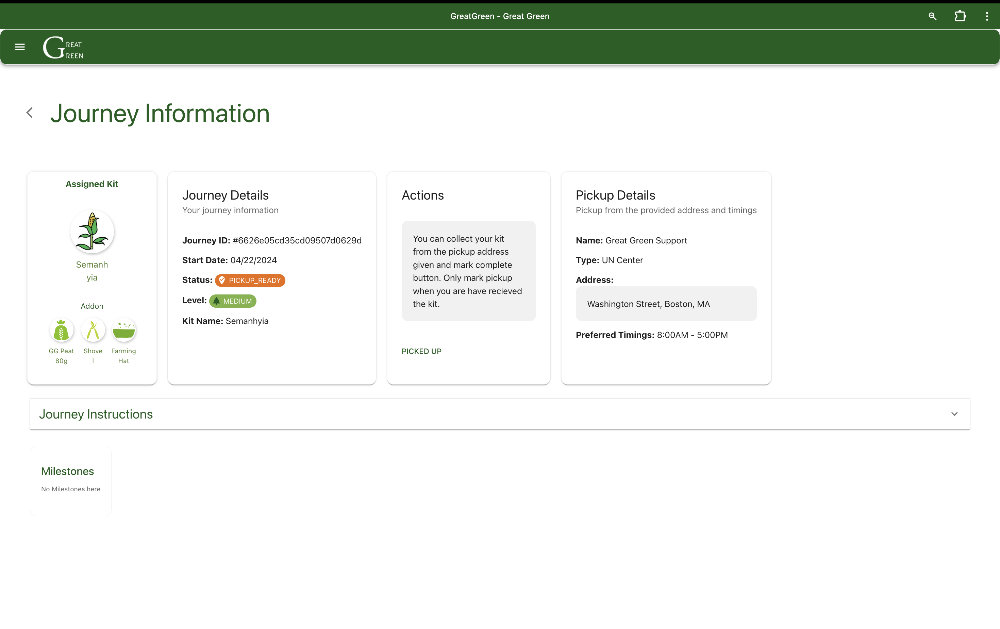 GreatGreen - Great Green
GREAT
GREEN
Journey Information
Assigned Kit
Semanh
yia
Addon
GG Peat
80g
Shove
l
Farming
Hat
Journey Details
Your journey information
Journey ID: #6626e05cd35cd09507d0629d
Start Date: 04/22/2024
Status: PICKUP_READY
Level: MEDIUM
Kit Name: Semanhyia
Actions
You can collect your kit
from the pickup address
given and mark complete
button. Only mark pickup
when you are have recieved
the kit.
PICKED UP
Pickup Details
Pickup from the provided address and timings
Name: Great Green Support
Type: UN Center
Address:
Washington Street, Boston, MA
Preferred Timings: 8:00AM - 5:00PM
Journey Instructions
Milestones
No Milestones here